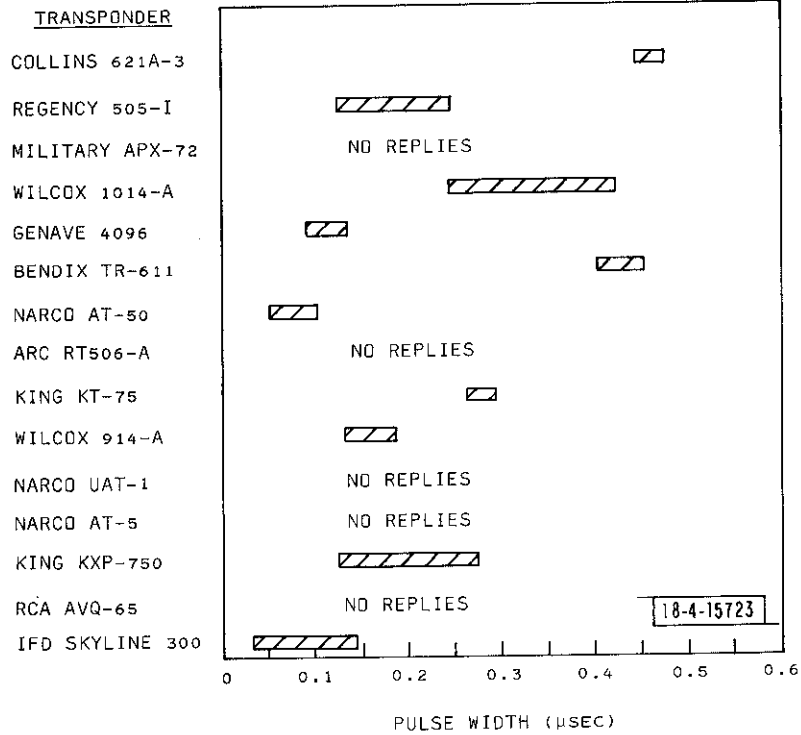 TRANSPONDER
COLLINS 621A-3
REGENCY 505-I
MILITARY APX-72 NO REPLIES
WILCOX 1014-A
GENAVE 4096
BENDIX TR-611
NARCO AT-50
ARC RT506-A NO REPLIES
KING KT-75
WILCOX 914-A
NARCO UAT-1 NO REPLIES
NARCO AT-5 NO REPLIES
KING KXP-750
RCA AVQ-65 NO REPLIES
18-4-15723
IFD SKYLINE 300
0 0.1 0.2 0.3 0.4 0.5 0.6
PULSE WIDTH (μSEC)